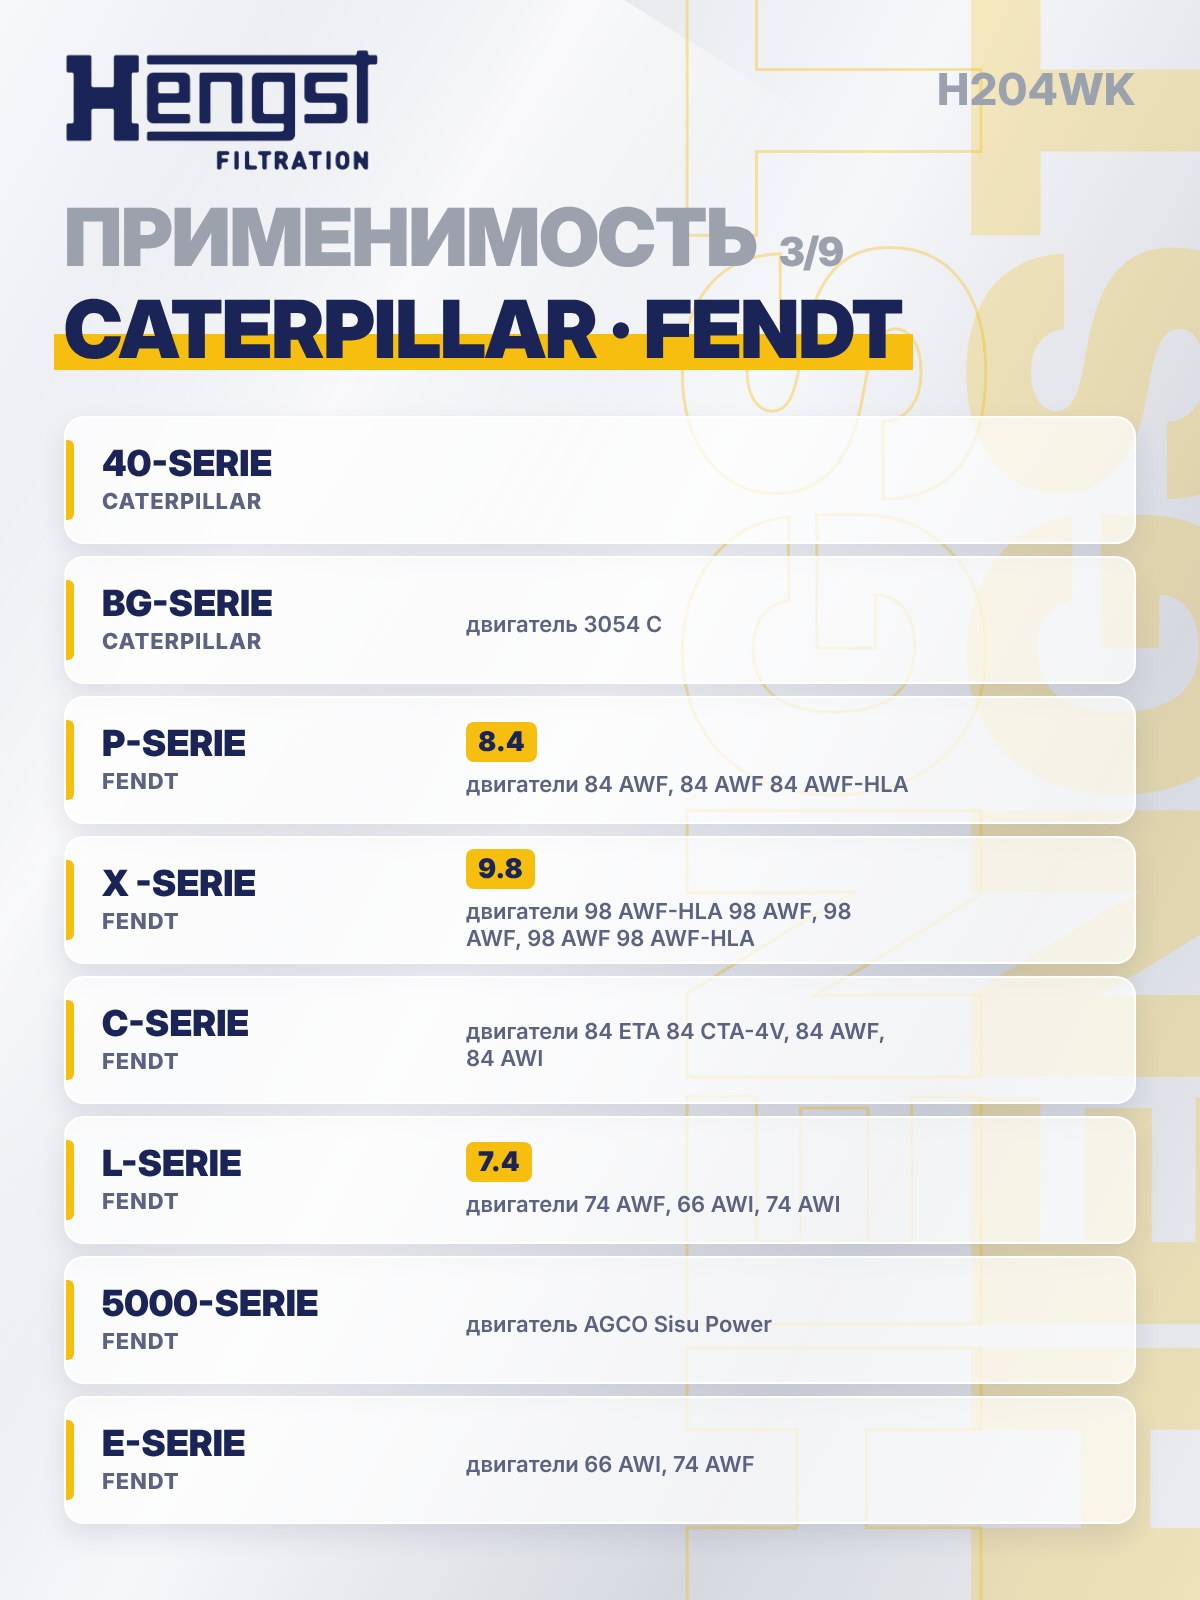 Hengst
FILTRATION
H204WK
ПРИМЕНИМОСТЬ 3/9
CATERPILLAR · FENDT
40-SERIE
CATERPILLAR
BG-SERIE
CATERPILLAR
двигатель 3054 C
P-SERIE
FENDT
8.4
двигатели 84 AWF, 84 AWF 84 AWF-HLA
X -SERIE
FENDT
9.8
двигатели 98 AWF-HLA 98 AWF, 98
AWF, 98 AWF 98 AWF-HLA
C-SERIE
FENDT
двигатели 84 ETA 84 CTA-4V, 84 AWF,
84 AWI
L-SERIE
FENDT
7.4
двигатели 74 AWF, 66 AWI, 74 AWI
5000-SERIE
FENDT
двигатель AGCO Sisu Power
E-SERIE
FENDT
двигатели 66 AWI, 74 AWF
HENGST
HENGST